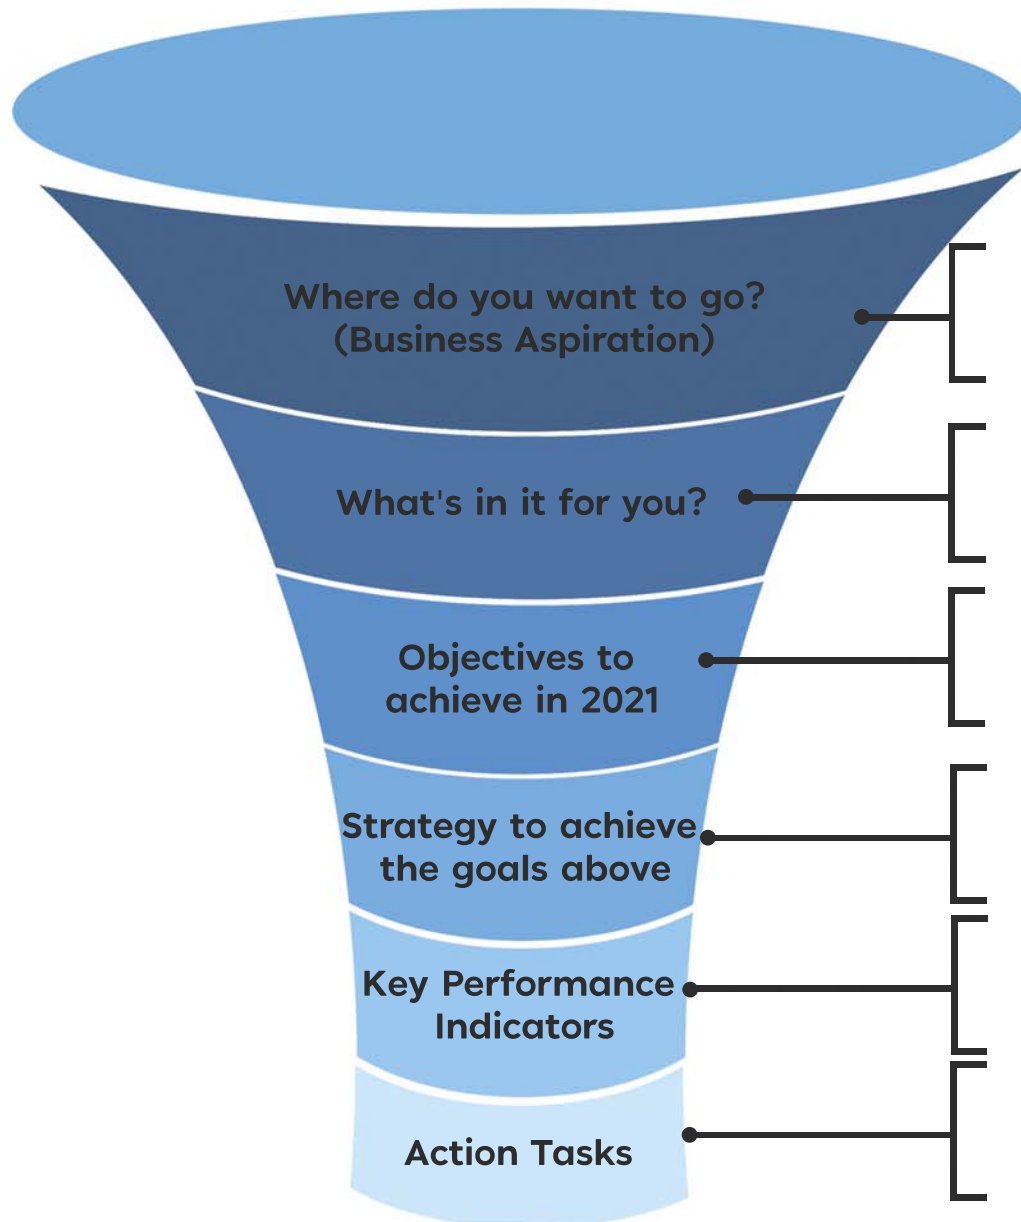 Where do you want to go?
(Business Aspiration)
What's in it for you?
Objectives to
achieve in 2021
Strategy to achieve
the goals above
Key Performance
Indicators
Action Tasks